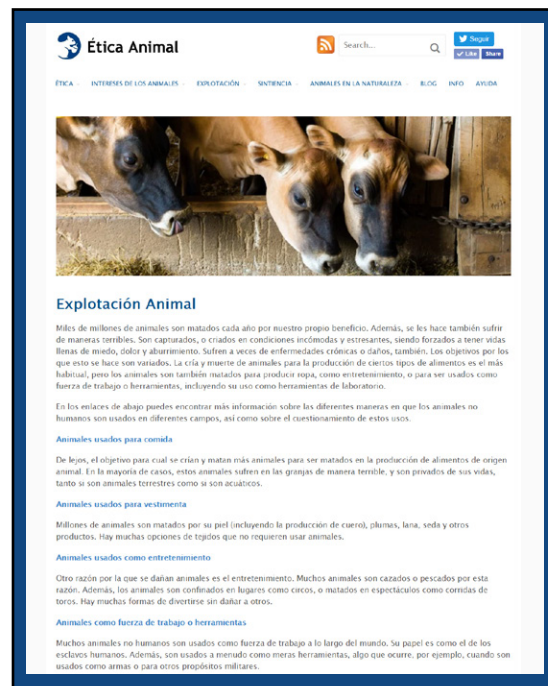 Ética Animal
Search...
Seguir
Like Share
ÉTICA INTERESES DE LOS ANIMALES EXPLOTACIÓN SINTIENCIA ANIMALES EN LA NATURALEZA BLOG INFO AYUDA
Explotación Animal
Miles de millones de animales son matados cada año por nuestro propio beneficio. Además, se les hace también sufrir
de maneras terribles. Son capturados, o criados en condiciones incómodas y estresantes, siendo forzados a tener vidas
llenas de miedo, dolor y aburrimiento. Sufren a veces de enfermedades crónicas o daños, también. Los objetivos por los
que esto se hace son variados. La cría y muerte de animales para la producción de ciertos tipos de alimentos es el más
habitual, pero los animales son también matados para producir ropa, como entretenimiento, o para ser usados como
fuerza de trabajo o herramientas, incluyendo su uso como herramientas de laboratorio.
En los enlaces de abajo puedes encontrar más información sobre las diferentes maneras en que los animales no
humanos son usados en diferentes campos, así como sobre el cuestionamiento de estos usos.
Animales usados para comida
De lejos, el objetivo para cual se crían y matan más animales para ser matados en la producción de alimentos de origen
animal. En la mayoría de casos, estos animales sufren en las granjas de manera terrible, y son privados de sus vidas,
tanto si son animales terrestres como si son acuáticos.
Animales usados para vestimenta
Millones de animales son matados por su piel (incluyendo la producción de cuero), plumas, lana, seda y otros
productos. Hay muchas opciones de tejidos que no requieren usar animales.
Animales usados como entretenimiento
Otro razón por la que se dañan animales es el entretenimiento. Muchos animales son cazados o pescados por esta
razón. Además, los animales son confinados en lugares como circos, o matados en espectáculos como corridas de
toros. Hay muchas formas de divertirse sin dañar a otros.
Animales como fuerza de trabajo o herramientas
Muchos animales no humanos son usados como fuerza de trabajo a lo largo del mundo. Su papel es como el de los
esclavos humanos. Además, son usados a menudo como meras herramientas, algo que ocurre, por ejemplo, cuando son
usados como armas o para otros propósitos militares.